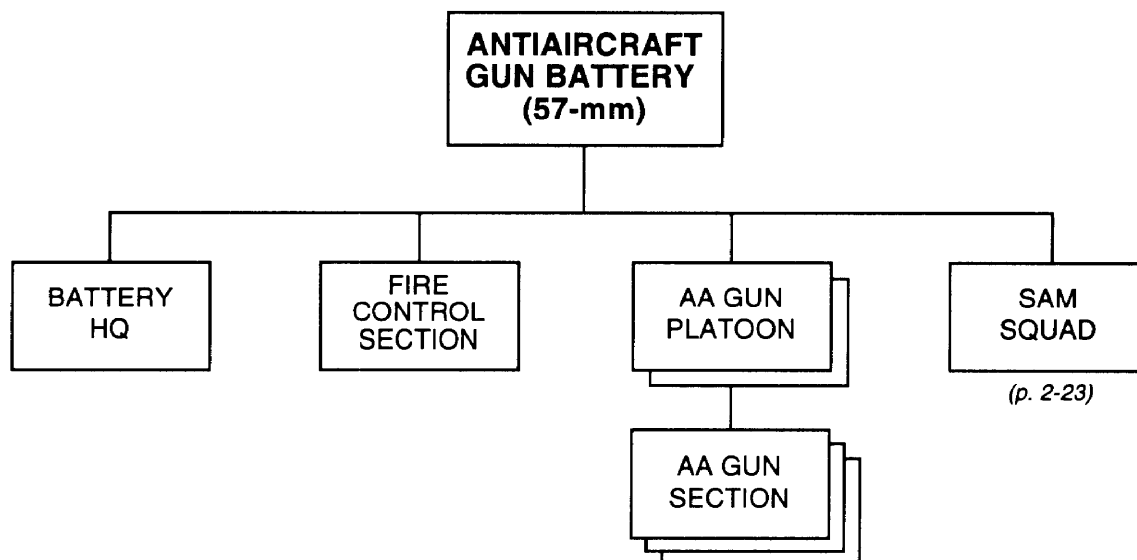 ANTIAIRCRAFT
GUN BATTERY
(57-mm)
BATTERY
HQ
FIRE
CONTROL
SECTION
AA GUN
PLATOON
SAM
SQUAD
(p. 2-23)
AA GUN
SECTION